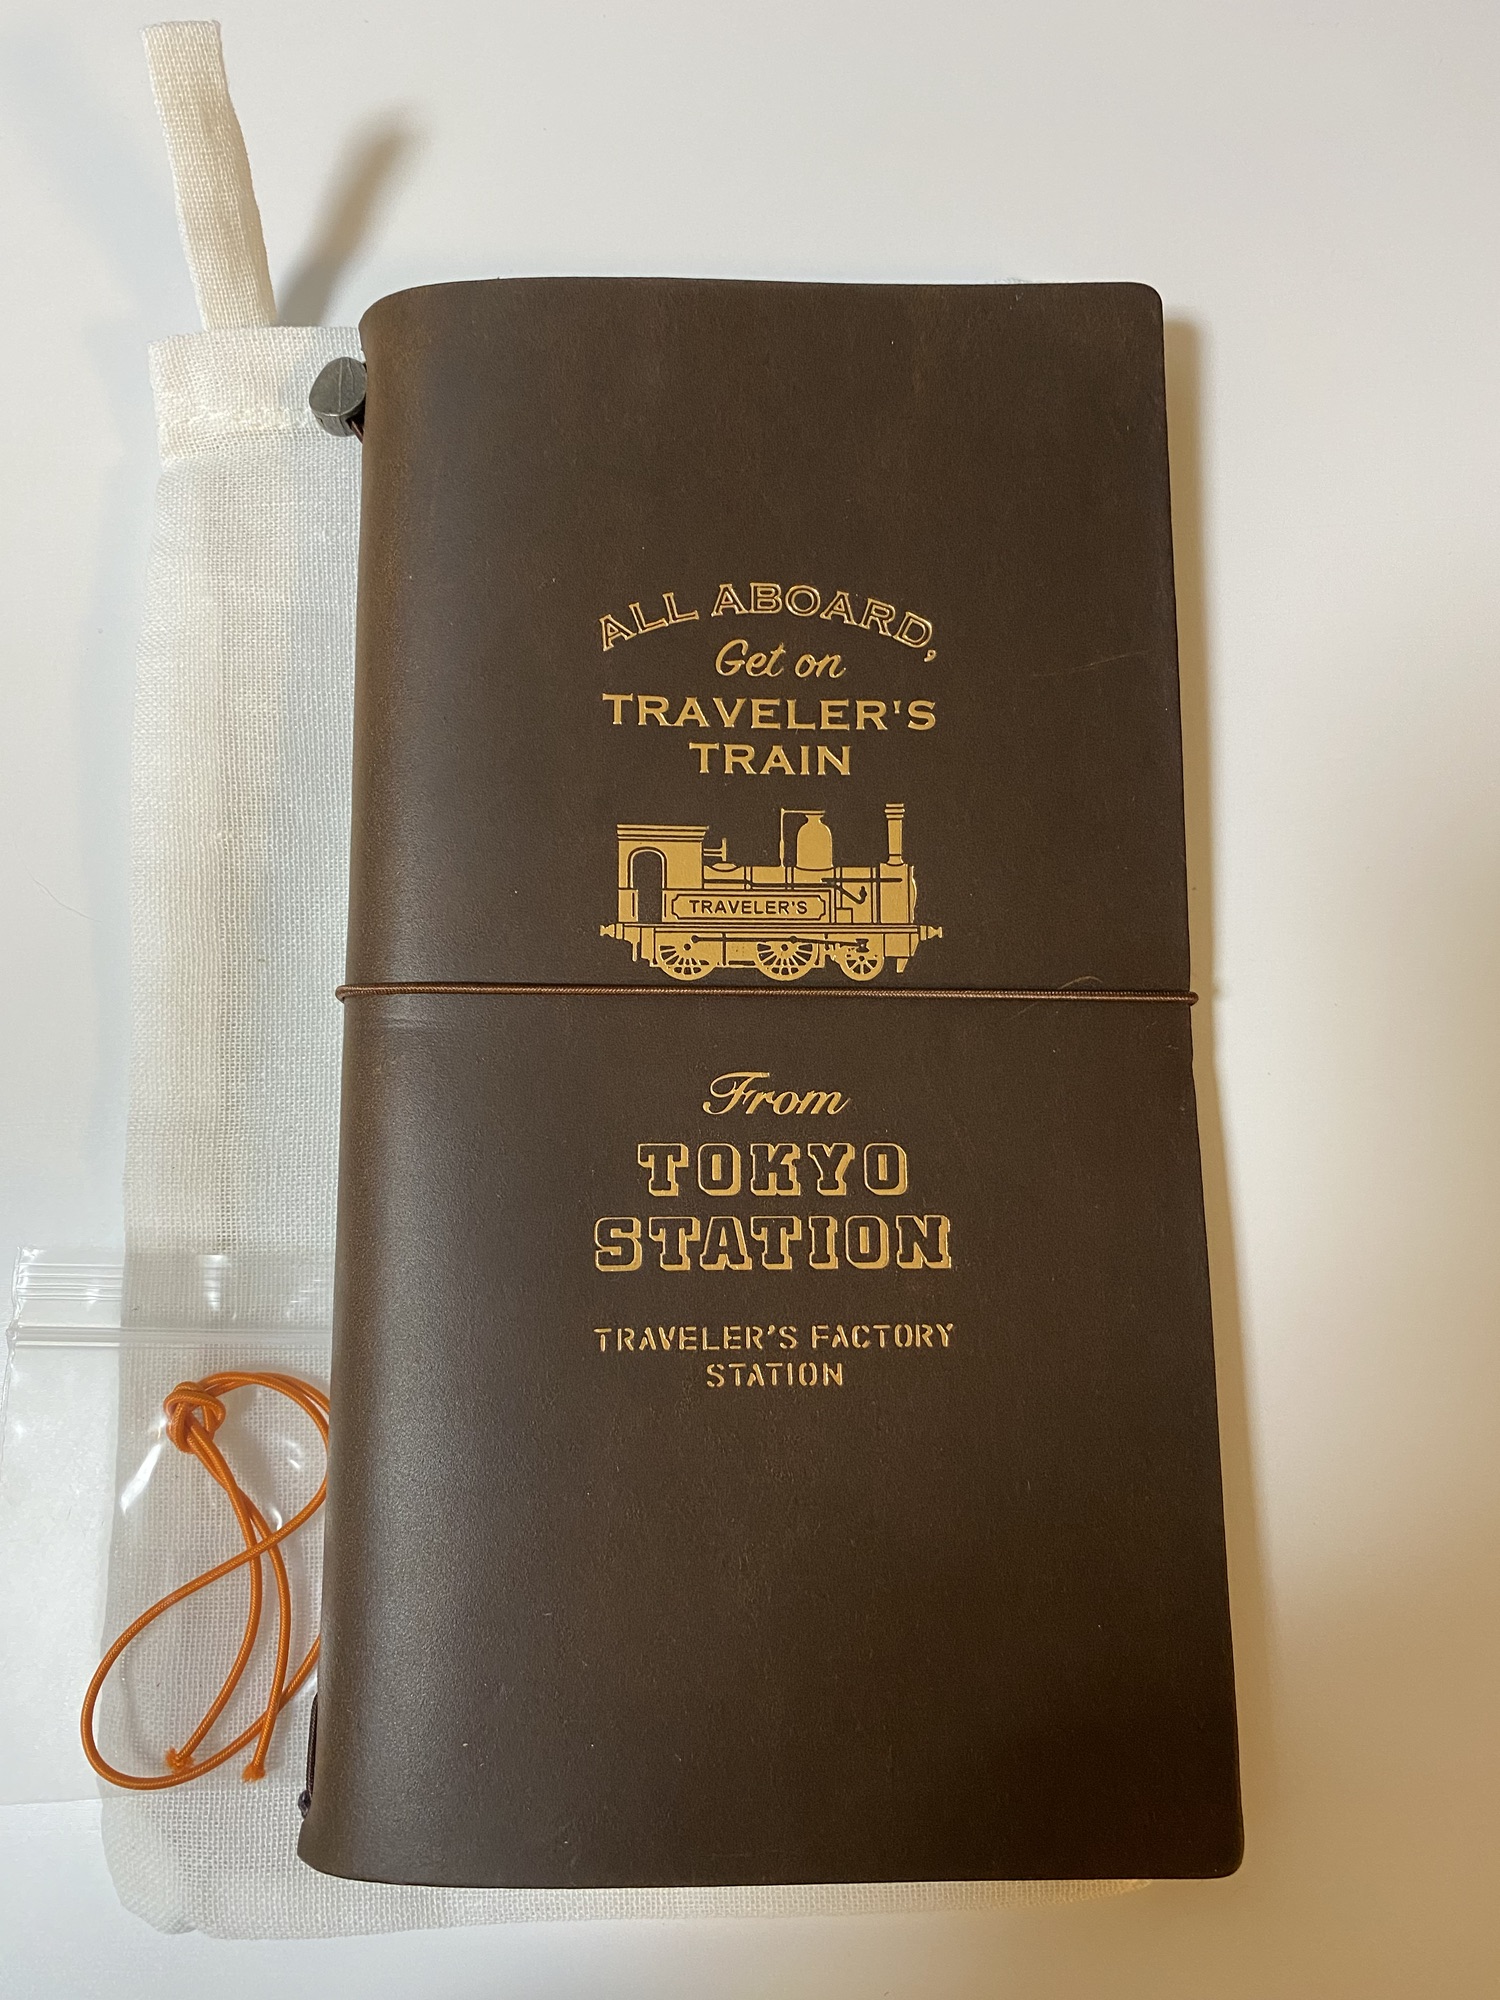 ALL ABOARD,
Get on
TRAVELER'S
TRAIN
TRAVELER'S
From
TOKYO
STATION
TRAVELER'S FACTORY
STATION